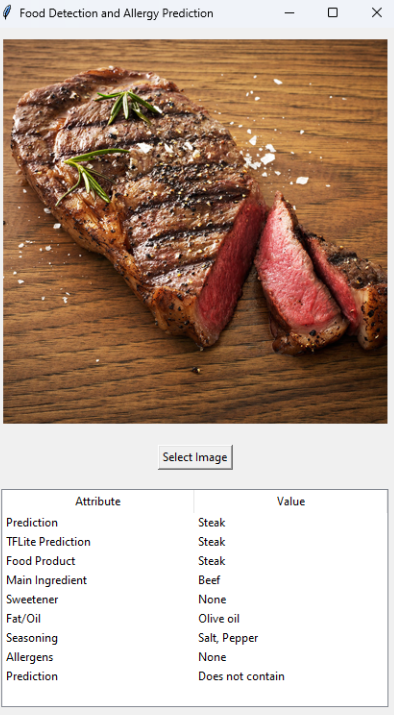 Food Detection and Allergy Prediction
Select Image
Attribute Value
Prediction Steak
TFLite Prediction Steak
Food Product Steak
Main Ingredient Beef
Sweetener None
Fat/Oil Olive oil
Seasoning Salt, Pepper
Allergens None
Prediction Does not contain